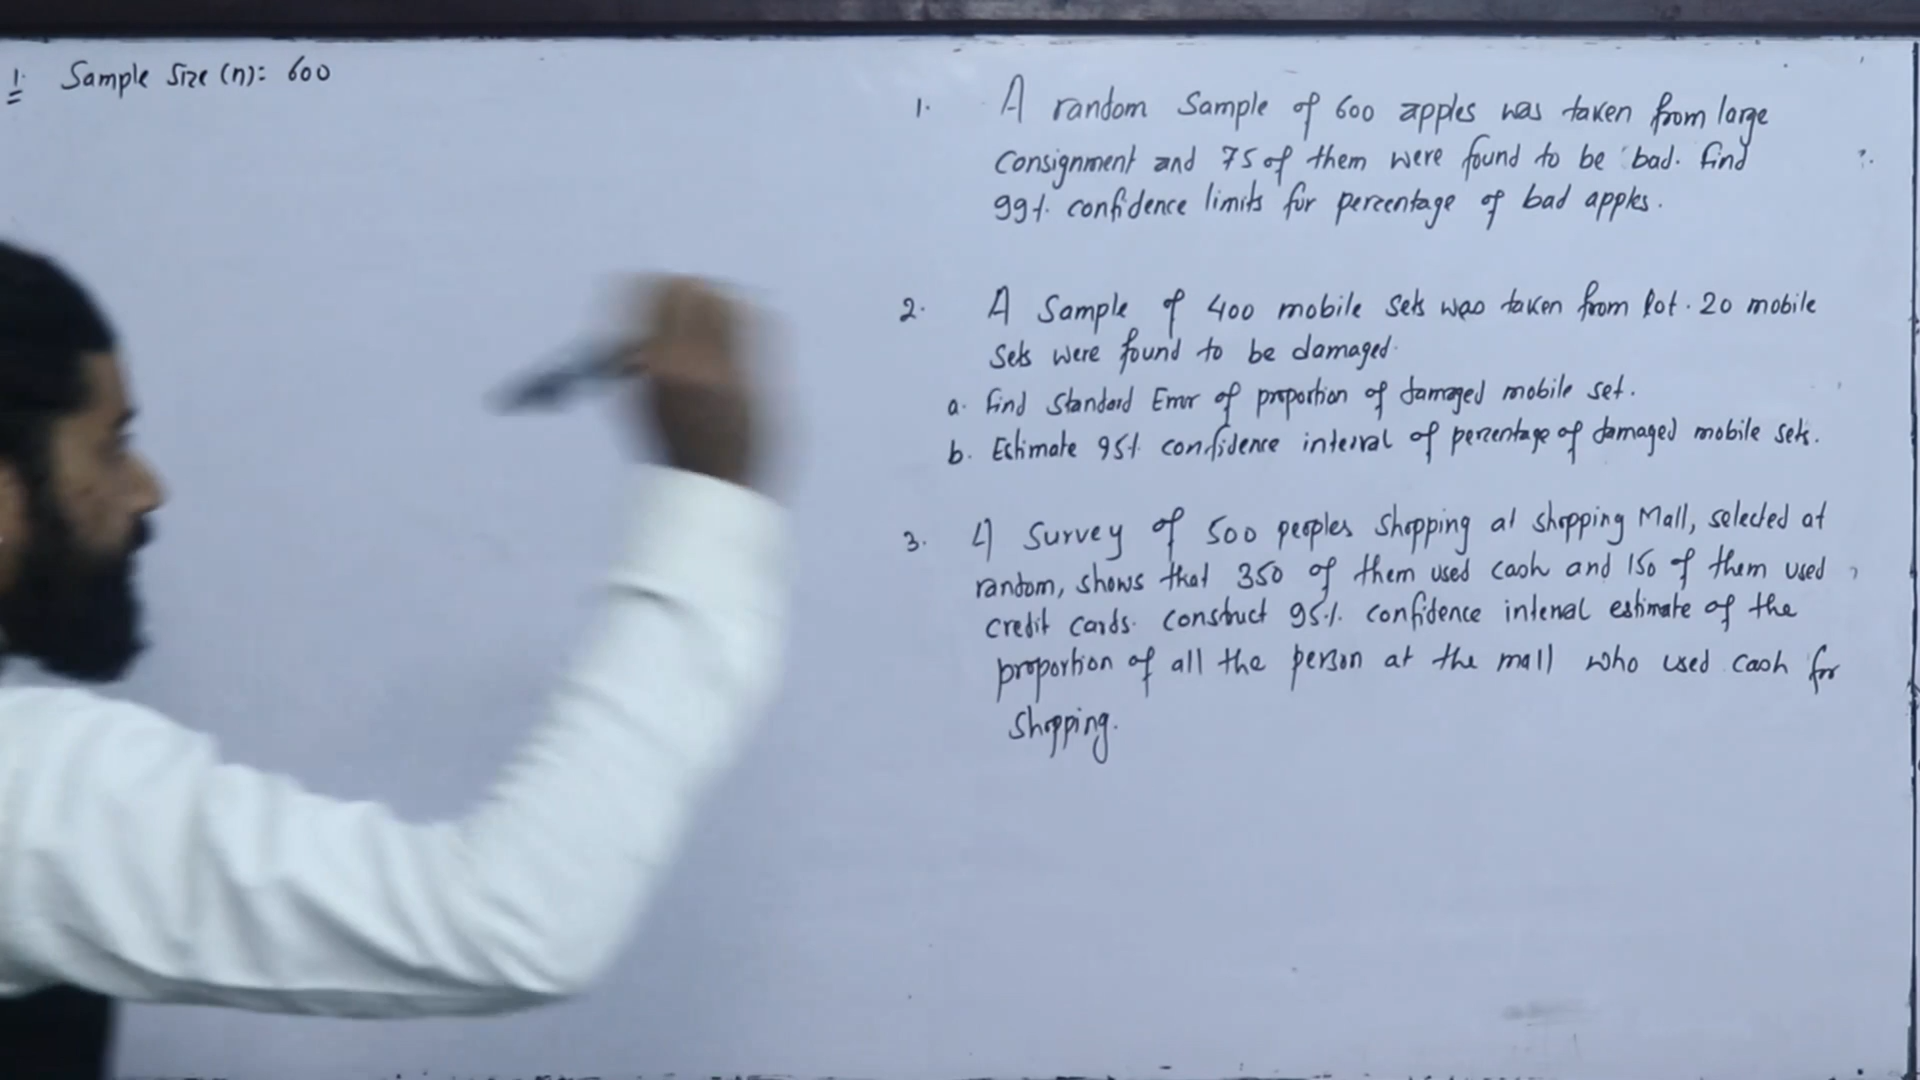 1. Sample Size (n): 600
1. A random Sample of 600 apples was taken from large
Consignment and 75 of them were found to be bad. find
99%. confidence limits for percentage of bad apples.
2. A Sample of 400 mobile Sets was taken from lot. 20 mobile
Sets were found to be damaged.
a. find Standard Error of proportion of damaged mobile set.
b. Estimate 95% confidence interval of percentage of damaged mobile sets.
3. A Survey of 500 peoples Shopping at Shopping Mall, selected at
random, shows that 350 of them used cash and 150 of them used
credit cards. construct 95%. confidence interval estimate of the
proportion of all the person at the mall who used cash for
Shopping.